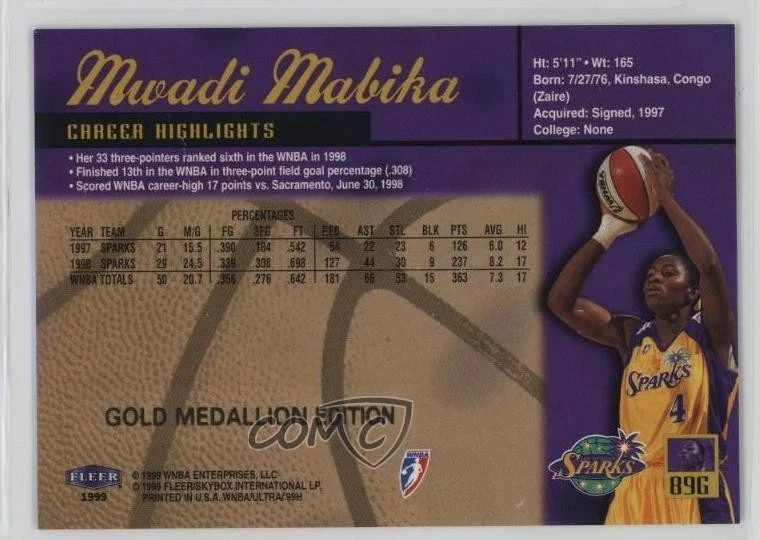 Mwadi Mabika
CAREER HIGHLIGHTS
Ht: 5'11" • Wt: 165
Born: 7/27/76, Kinshasa, Congo
(Zaire)
Acquired: Signed, 1997
College: None
• Her 33 three-pointers ranked sixth in the WNBA in 1998
• Finished 13th in the WNBA in three-point field goal percentage (.308)
• Scored WNBA career-high 17 points vs. Sacramento, June 30, 1998
PERCENTAGES
YEAR TEAM G M/G FG 3FG FT REB AST STL BLK PTS AVG HI
1997 SPARKS 21 15.5 .390 .184 .542 54 22 23 6 126 6.0 12
1998 SPARKS 29 24.5 .339 .308 .698 127 44 30 9 237 8.2 17
WNBA TOTALS 50 20.7 .356 .276 .642 181 66 53 15 363 7.3 17
SPARKS
4
GOLD MEDALLION EDITION
COMC
WNBA
SPARKS
89G
FLEER
1999
© 1999 WNBA ENTERPRISES, LLC
© 1999 FLEER/SKYBOX INTERNATIONAL LP.
PRINTED IN U.S.A. WNBA/ULTRA/'99H